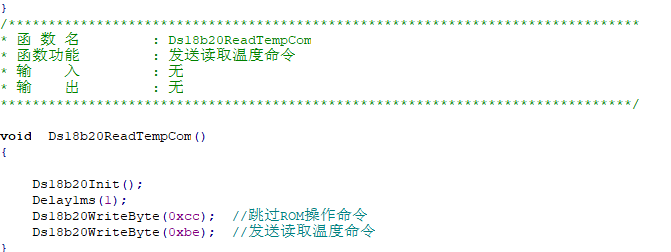 }
/*******************************************************************************
* 函 数 名         : Ds18b20ReadTempCom
* 函数功能         : 发送读取温度命令
* 输    入         : 无
* 输    出         : 无
*******************************************************************************/
void  Ds18b20ReadTempCom()
{
    Ds18b20Init();
    Delay1ms(1);
    Ds18b20WriteByte(0xcc);  //跳过ROM操作命令
    Ds18b20WriteByte(0xbe);  //发送读取温度命令
}